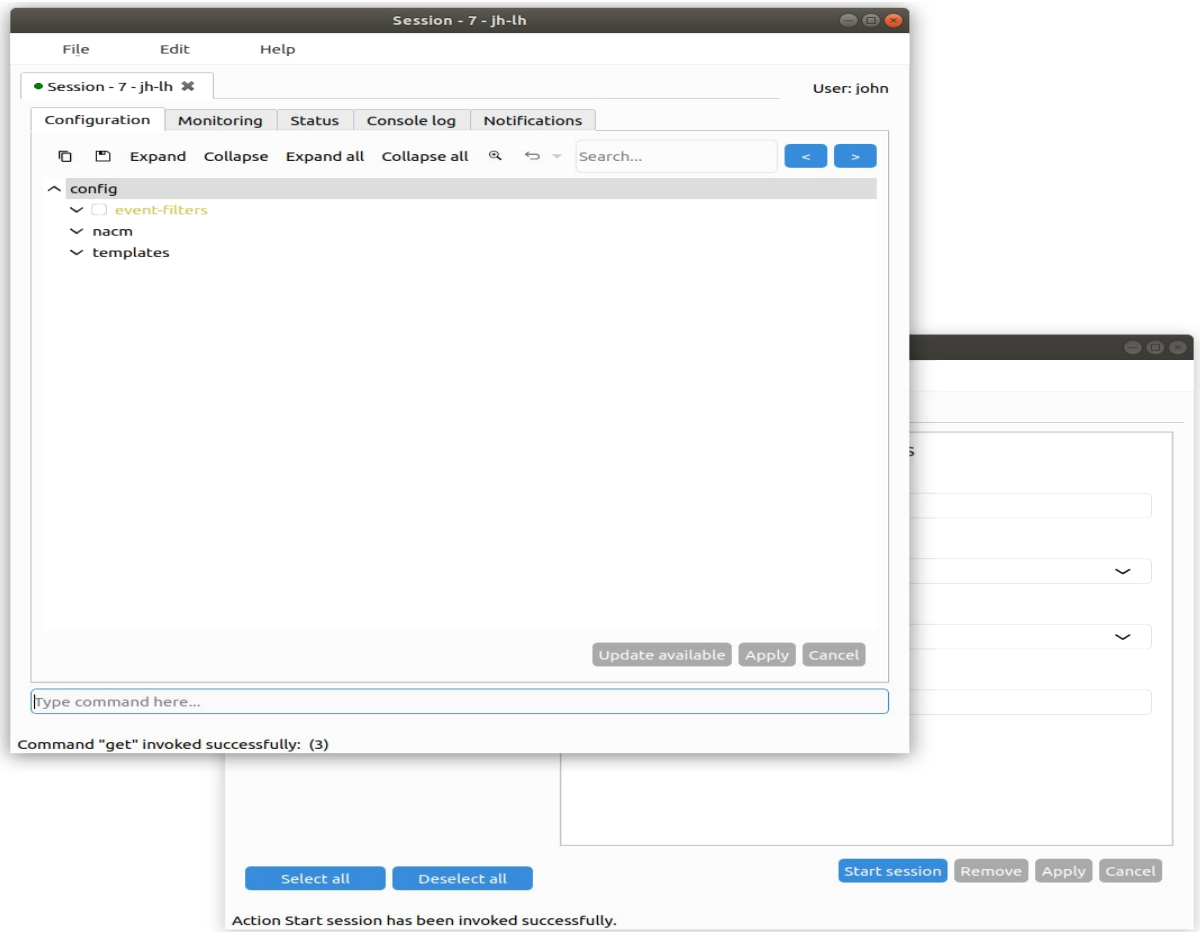 Session - 7 - jh-lh
File Edit Help
Session - 7 - jh-lh
User: john
Configuration Monitoring Status Console log Notifications
Expand Collapse Expand all Collapse all Search... < >
config
event-filters
nacm
templates
s
Update available Apply Cancel
Type command here...
Command "get" invoked successfully: (3)
Select all Deselect all Start session Remove Apply Cancel
Action Start session has been invoked successfully.